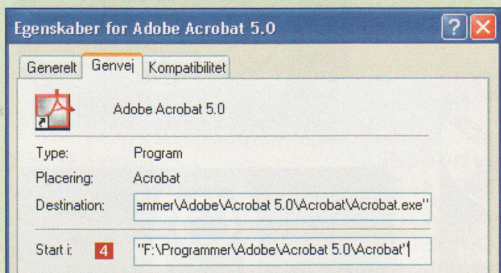 Egenskaber for Adobe Acrobat 5.0
Generelt Genvej Kompatibilitet
Adobe Acrobat 5.0
Type: Program
Placering: Acrobat
Destination: ammer\Adobe\Acrobat 5.0\Acrobat\Acrobat.exe"
Start i: 4 "F:\Programmer\Adobe\Acrobat 5.0\Acrobat"